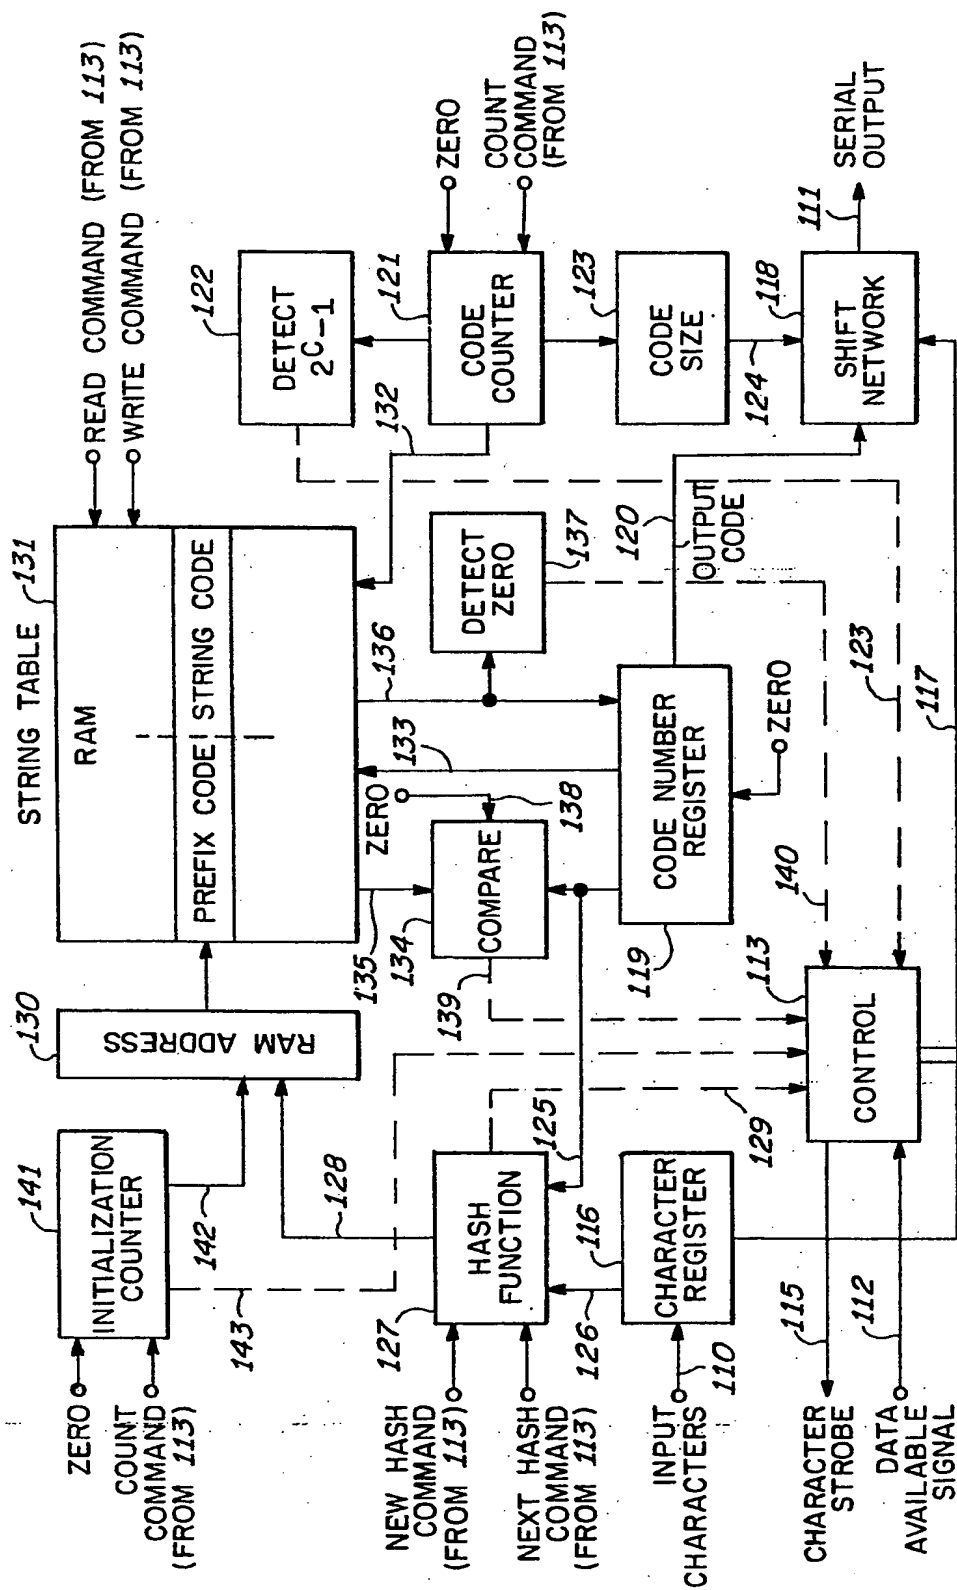 STRING TABLE 131
READ COMMAND (FROM 113)
WRITE COMMAND (FROM 113)
RAM
PREFIX CODE STRING CODE
130
RAM ADDRESS
141
INITIALIZATION
COUNTER
ZERO
COUNT
COMMAND
(FROM 113)
142
143
128
135
133
136
132
122
DETECT
2C-1
121
CODE
COUNTER
ZERO
COUNT
COMMAND
(FROM 113)
137
DETECT
ZERO
ZERO
138
134
COMPARE
139
127
HASH
FUNCTION
NEW HASH
COMMAND
(FROM 113)
NEXT HASH
COMMAND
(FROM 113)
125
129
126
123
CODE
SIZE
124
120
OUTPUT
CODE
119
CODE NUMBER
REGISTER
ZERO
116
CHARACTER
REGISTER
INPUT
CHARACTERS
110
118
SHIFT
NETWORK
111
SERIAL
OUTPUT
140
123
117
113
CONTROL
115
112
CHARACTER
STROBE
DATA
AVAILABLE
SIGNAL